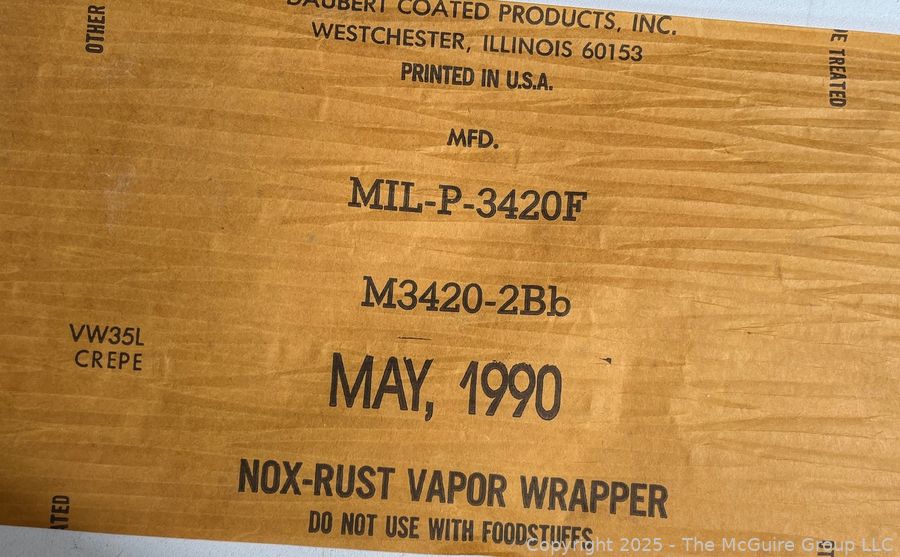 DAUBERT COATED PRODUCTS, INC.
WESTCHESTER, ILLINOIS 60153
PRINTED IN U.S.A.
OTHER
TREATED
MFD.
MIL-P-3420F
M3420-2Bb
VW35L
CREPE
MAY, 1990
NOX-RUST VAPOR WRAPPER
DO NOT USE WITH FOODSTUFFS
Copyright 2025 - The McGuire Group LLC